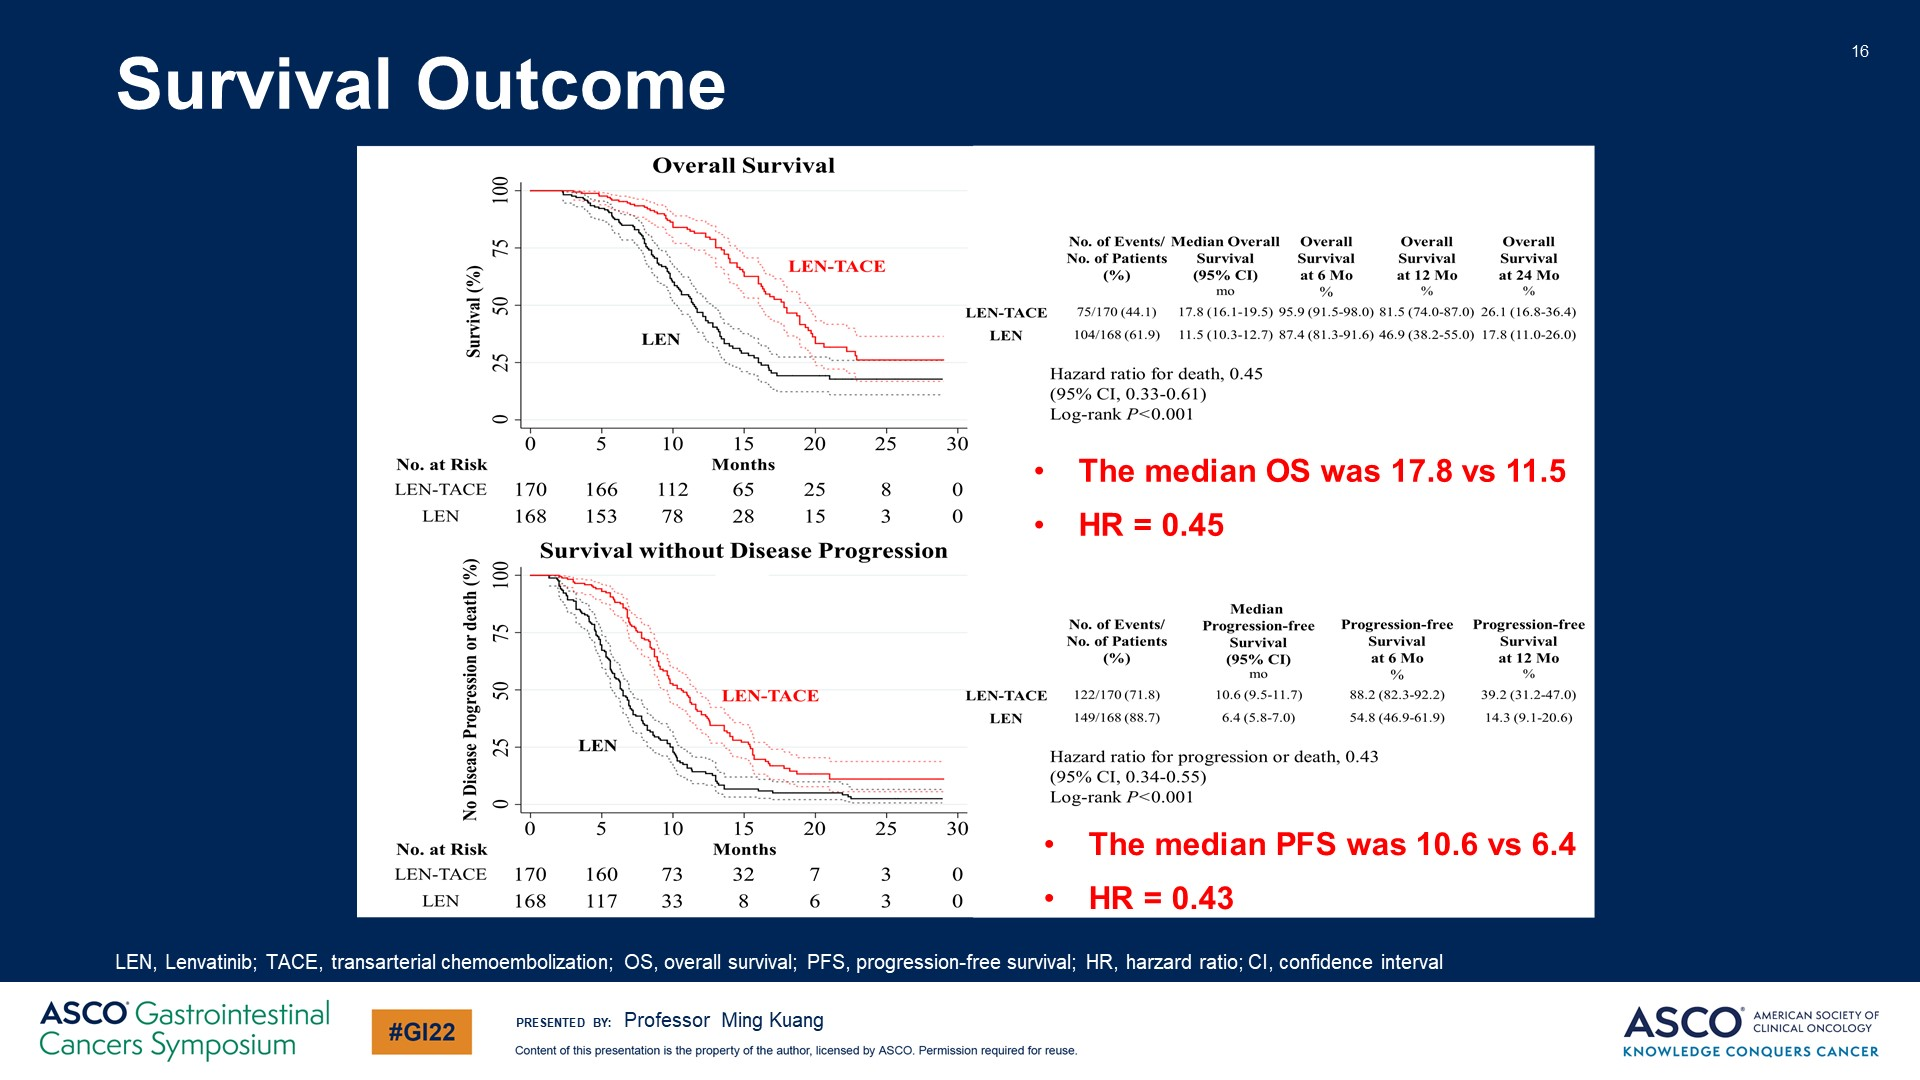 16
Survival Outcome
Overall Survival
Survival (%)
100
75
50
25
0
LEN-TACE
LEN
0 5 10 15 20 25 30
No. at Risk Months
LEN-TACE 170 166 112 65 25 8 0
LEN 168 153 78 28 15 3 0
No. of Events/ Median Overall Overall Overall Overall
No. of Patients Survival Survival Survival Survival
(%) (95% CI) at 6 Mo at 12 Mo at 24 Mo
mo % % %
LEN-TACE 75/170 (44.1) 17.8 (16.1-19.5) 95.9 (91.5-98.0) 81.5 (74.0-87.0) 26.1 (16.8-36.4)
LEN 104/168 (61.9) 11.5 (10.3-12.7) 87.4 (81.3-91.6) 46.9 (38.2-55.0) 17.8 (11.0-26.0)
Hazard ratio for death, 0.45
(95% CI, 0.33-0.61)
Log-rank P<0.001
• The median OS was 17.8 vs 11.5
• HR = 0.45
Survival without Disease Progression
No Disease Progression or death (%)
100
75
50
25
0
LEN-TACE
LEN
0 5 10 15 20 25 30
No. at Risk Months
LEN-TACE 170 160 73 32 7 3 0
LEN 168 117 33 8 6 3 0
Median
No. of Events/ Progression-free Progression-free Progression-free
No. of Patients Survival Survival Survival
(%) (95% CI) at 6 Mo at 12 Mo
mo % %
LEN-TACE 122/170 (71.8) 10.6 (9.5-11.7) 88.2 (82.3-92.2) 39.2 (31.2-47.0)
LEN 149/168 (88.7) 6.4 (5.8-7.0) 54.8 (46.9-61.9) 14.3 (9.1-20.6)
Hazard ratio for progression or death, 0.43
(95% CI, 0.34-0.55)
Log-rank P<0.001
• The median PFS was 10.6 vs 6.4
• HR = 0.43
LEN, Lenvatinib; TACE, transarterial chemoembolization; OS, overall survival; PFS, progression-free survival; HR, harzard ratio; CI, confidence interval
ASCO Gastrointestinal
Cancers Symposium
#GI22
PRESENTED BY: Professor Ming Kuang
Content of this presentation is the property of the author, licensed by ASCO. Permission required for reuse.
ASCO AMERICAN SOCIETY OF
CLINICAL ONCOLOGY
KNOWLEDGE CONQUERS CANCER